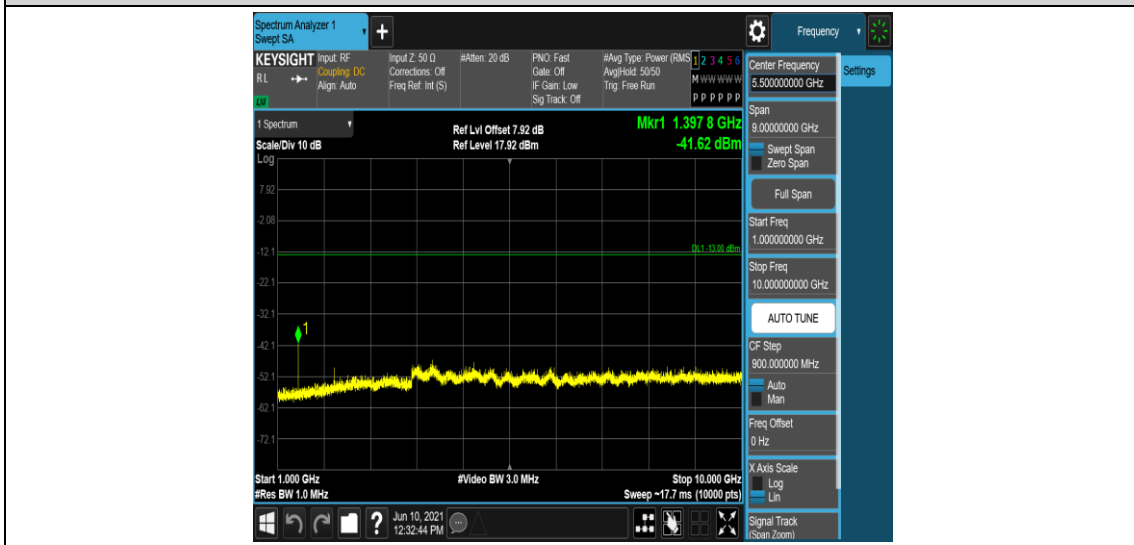 Spectrum Analyzer 1
Swept SA
+
Frequency
KEYSIGHT
Input: RF
Input Z: 50 Ω
#Atten: 20 dB
PNO: Fast
#Avg Type: Power (RMS
1 2 3 4 5 6
RL
Coupling: DC
Corrections: Off
Gate: Off
Avg|Hold: 50/50
M W W W W W
Align: Auto
Freq Ref: Int (S)
IF Gain: Low
Trig: Free Run
Sig Track: Off
P P P P P P
LXI
1 Spectrum
Ref Lvl Offset 7.92 dB
Mkr1 1.397 8 GHz
Scale/Div 10 dB
Ref Level 17.92 dBm
-41.62 dBm
Log
7.92
-2.08
-12.1
DL1 -13.00 dBm
-22.1
-32.1
1
-42.1
-52.1
-62.1
-72.1
Start 1.000 GHz
#Video BW 3.0 MHz
Stop 10.000 GHz
#Res BW 1.0 MHz
Sweep ~17.7 ms (10000 pts)
?
Jun 10, 2021
12:32:44 PM
Center Frequency
5.500000000 GHz
Settings
Span
9.00000000 GHz
Swept Span
Zero Span
Full Span
Start Freq
1.000000000 GHz
Stop Freq
10.000000000 GHz
AUTO TUNE
CF Step
900.000000 MHz
Auto
Man
Freq Offset
0 Hz
X Axis Scale
Log
Lin
Signal Track
(Span Zoom)